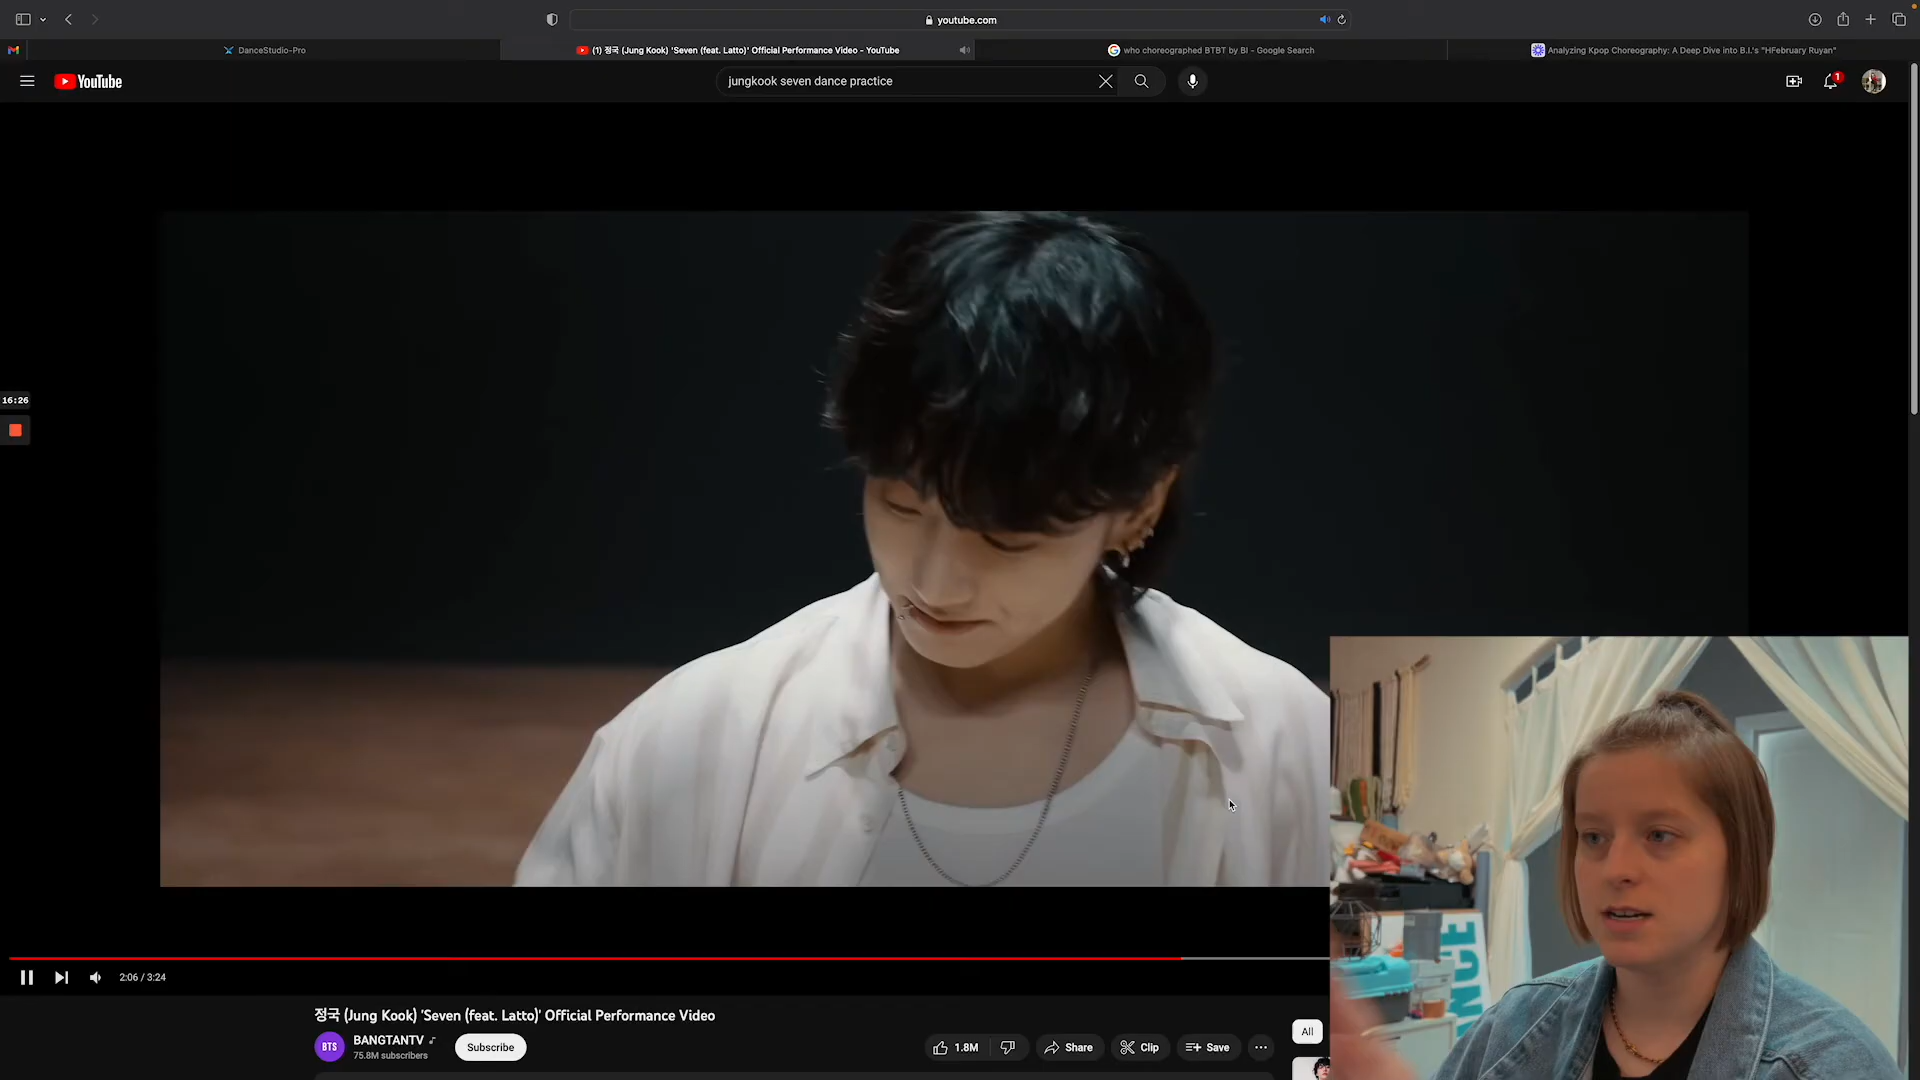 youtube.com
DanceStudio-Pro
(1) 정국 (Jung Kook) 'Seven (feat. Latto)' Official Performance Video - YouTube
who choreographed BTBT by BI - Google Search
Analyzing Kpop Choreography: A Deep Dive into B.I.'s "HFebruary Ruyan"
YouTube
jungkook seven dance practice
1
16:26
NCE
2:06 / 3:24
정국 (Jung Kook) 'Seven (feat. Latto)' Official Performance Video
BTS
BANGTANTV
75.8M subscribers
Subscribe
1.8M
Share
Clip
Save
All